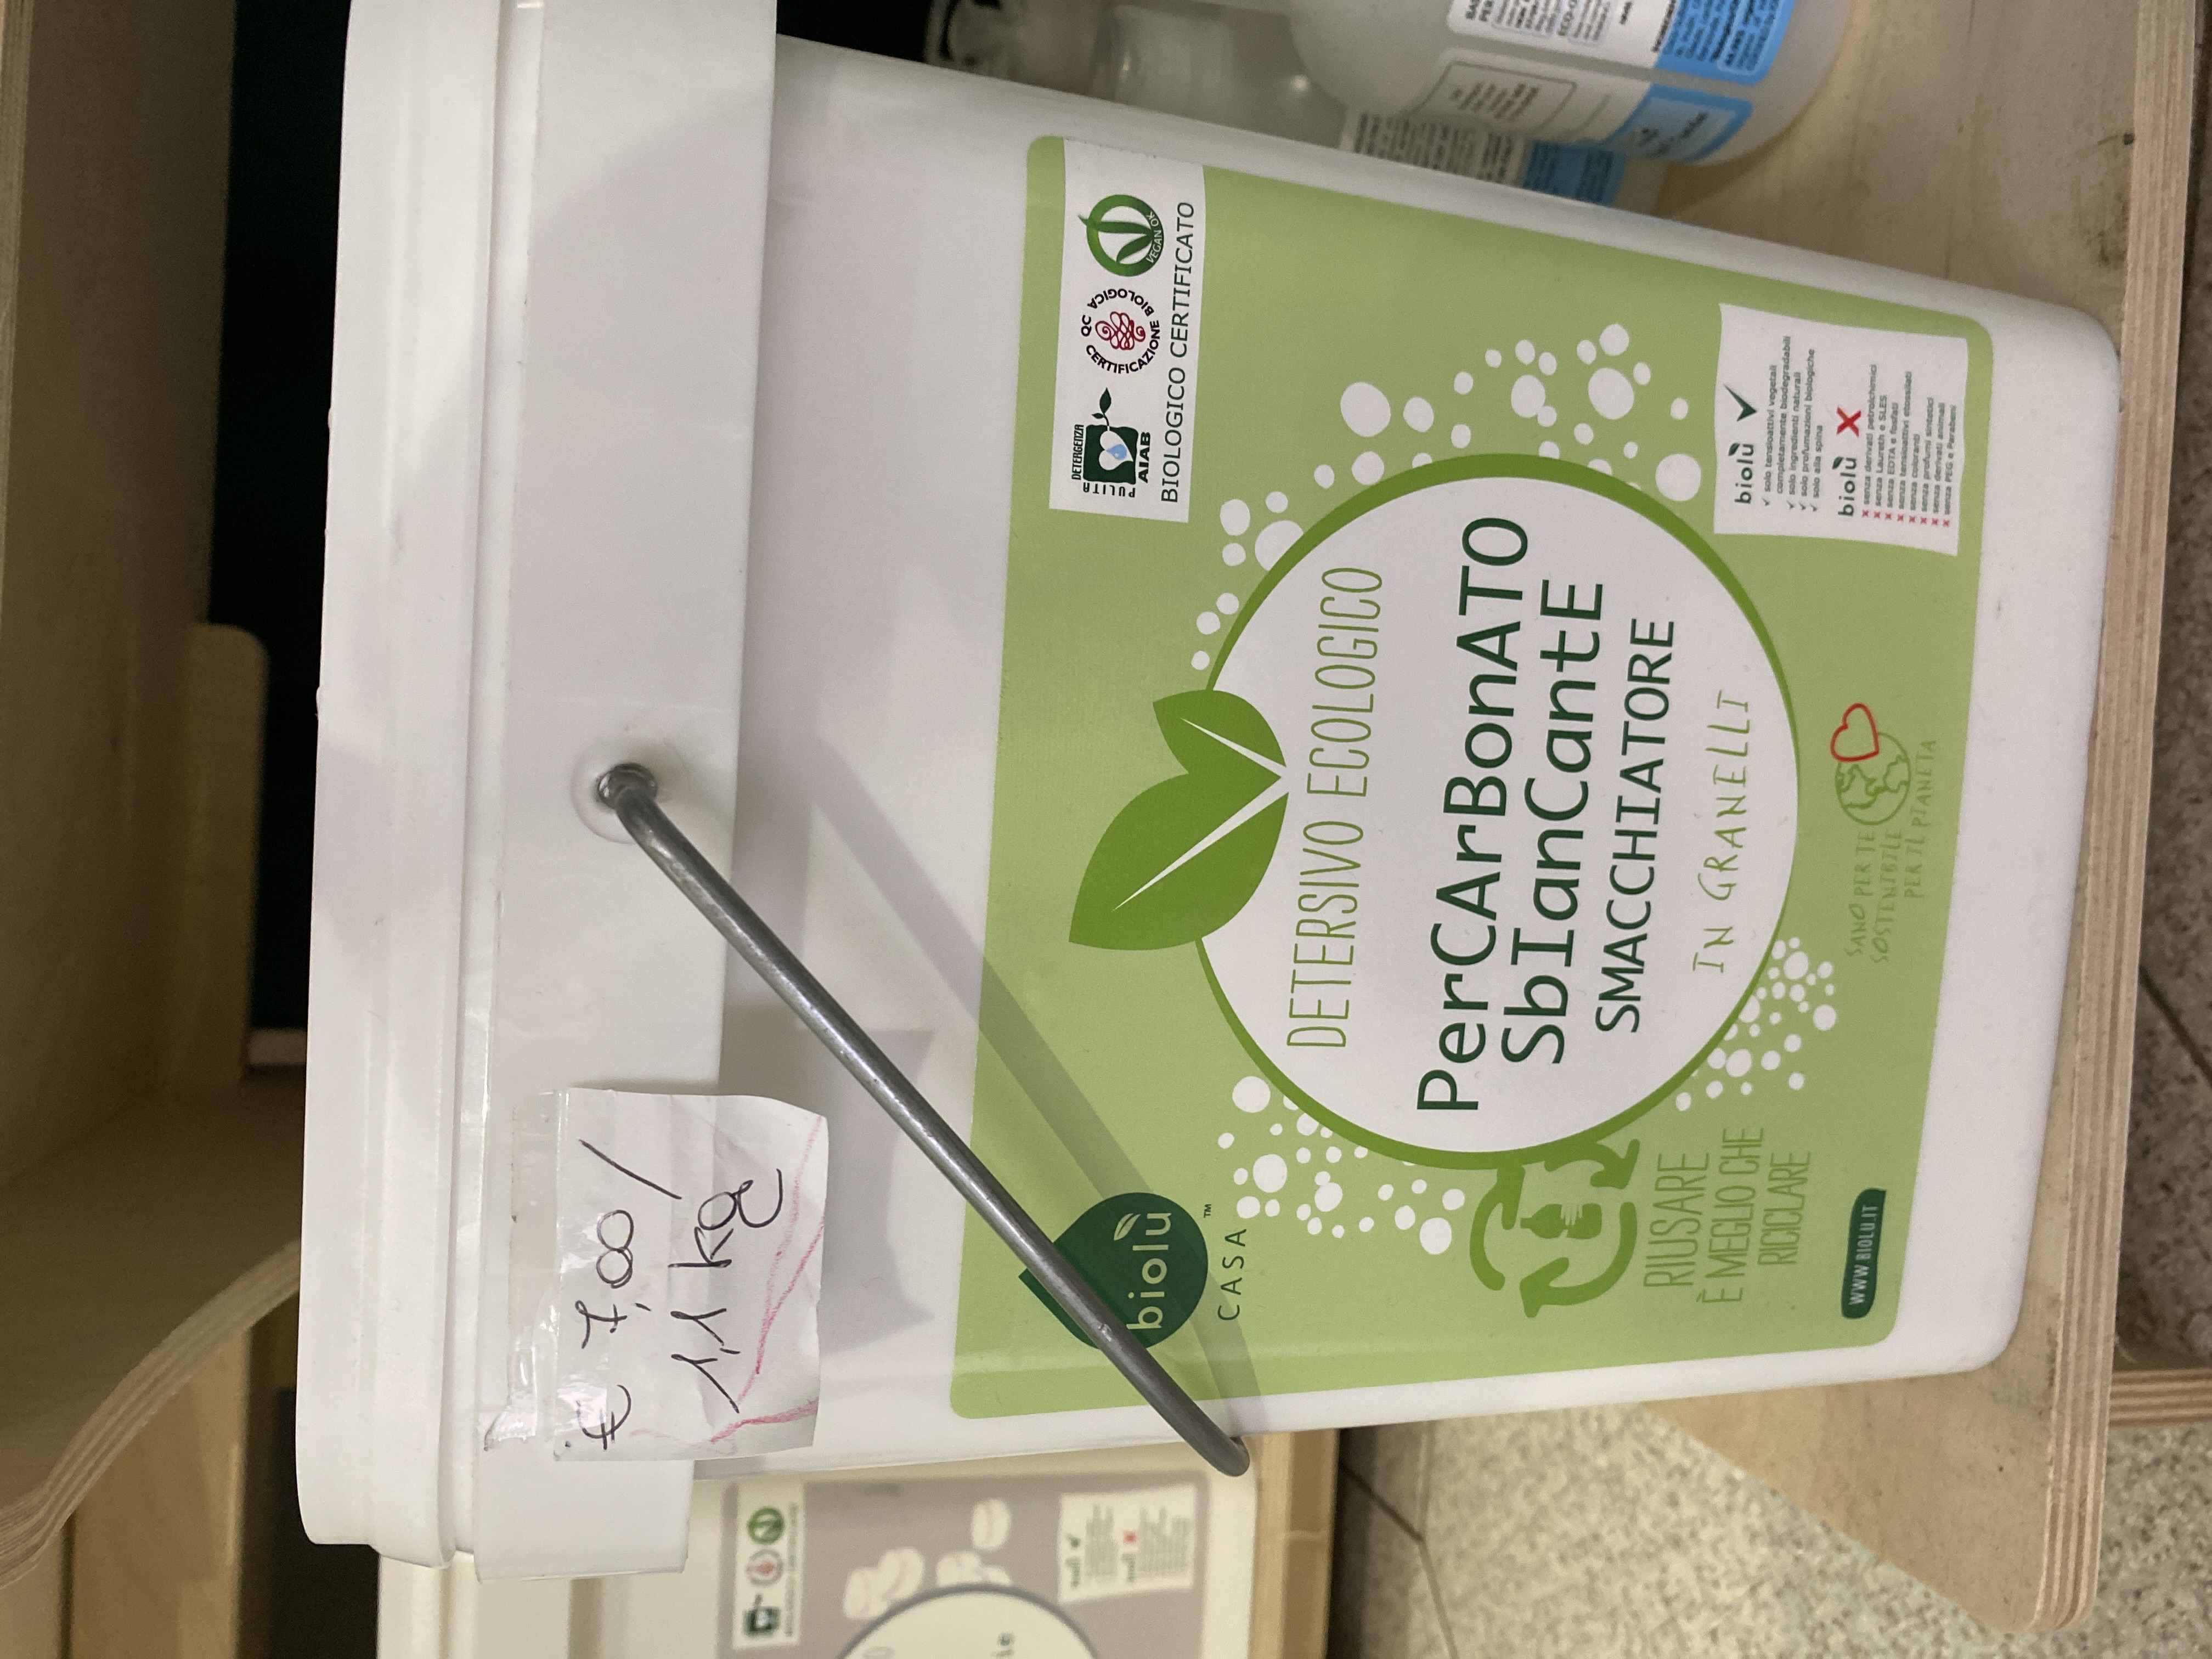 € 7,00/
1,1 kg
biolù
™
CASA
DETERGENZA
PULITA
AIAB
QC
CERTIFICAZIONE BIOLOGICA
VEGAN OK
BIOLOGICO CERTIFICATO
DETERSIVO ECOLOGICO
PerCArBonATO
SbIanCantE
SMACCHIATORE
IN GRANELLI
RIUSARE
È MEGLIO CHE
RICICLARE
WWW.BIOLU.IT
SANO PER TE
SOSTENIBILE
PER IL PIANETA
biolù ✓
✓ solo tensioattivi vegetali
completamente biodegradabili
✓ solo ingredienti naturali
✓ solo profumazioni biologiche
✓ solo alla spina
biolù X
x senza derivati petrolchimici
x senza Laureth e SLES
x senza EDTA e fosfati
x senza tensioattivi etossilati
x senza coloranti
x senza profumi sintetici
x senza derivati animali
x senza PEG e Parabeni
BIOLOGICO CERTIFICATO